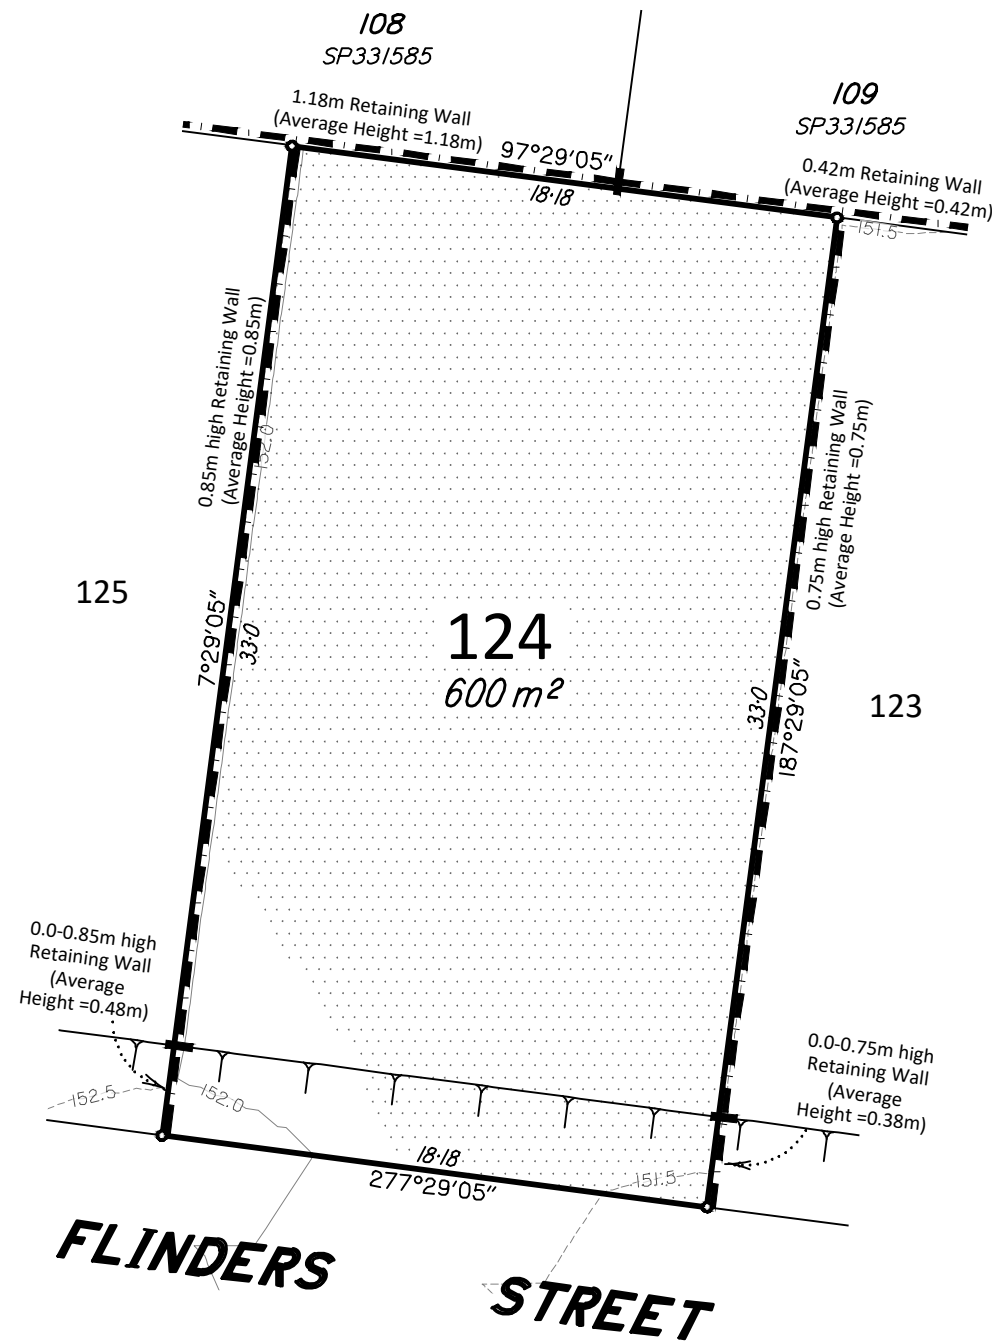 108
SP331585
109
SP331585
1.18m Retaining Wall
(Average Height =1.18m)
97°29'05"
18·18
0.42m Retaining Wall
(Average Height =0.42m)
151.5
0.85m high Retaining Wall
(Average Height =0.85m)
152.0
0.75m high Retaining Wall
(Average Height =0.75m)
125
7°29'05"
33·0
124
600 m²
33·0
187°29'05"
123
0.0-0.85m high
Retaining Wall
(Average
Height =0.48m)
0.0-0.75m high
Retaining Wall
(Average
Height =0.38m)
152.5
152.0
18·18
277°29'05"
151.5
FLINDERS STREET